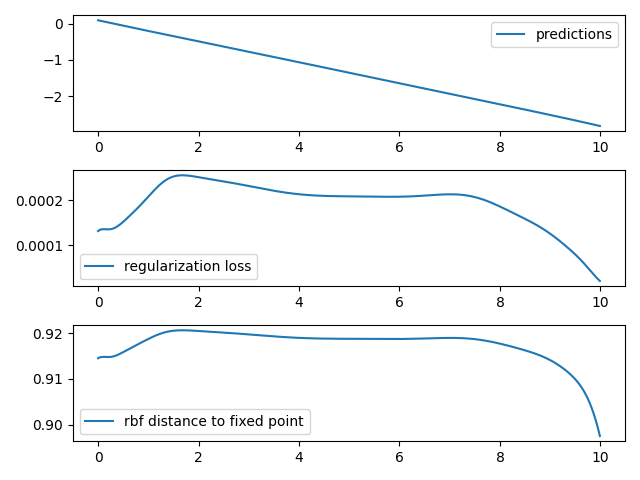 0
−1
−2
predictions
0 2 4 6 8 10
0.0002
0.0001
regularization loss
0 2 4 6 8 10
0.92
0.91
0.90
rbf distance to fixed point
0 2 4 6 8 10